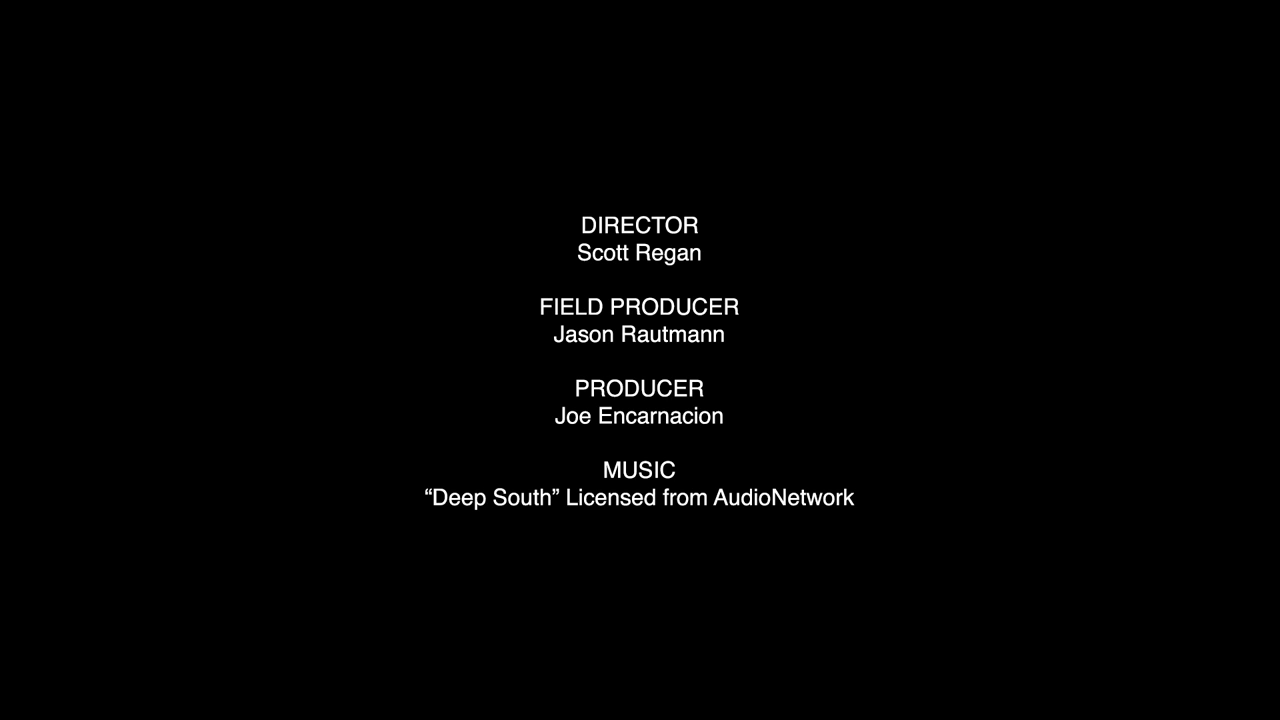 DIRECTOR
Scott Regan
FIELD PRODUCER
Jason Rautmann
PRODUCER
Joe Encarnacion
MUSIC
“Deep South” Licensed from AudioNetwork